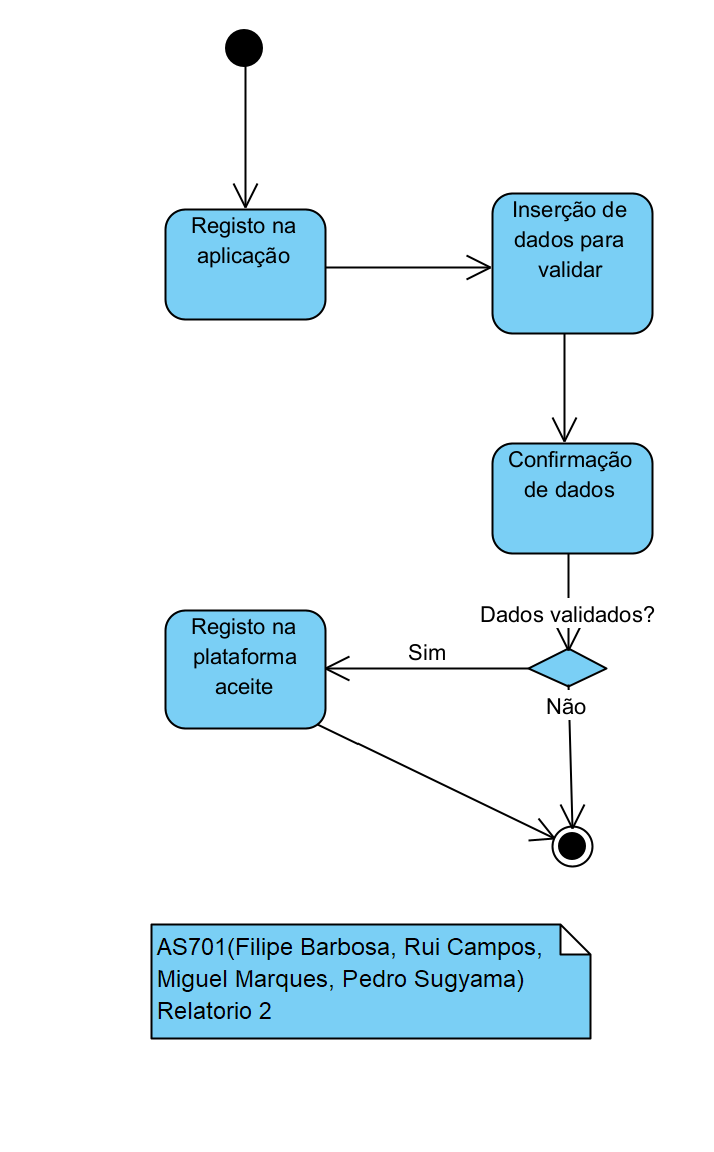 Registo na
aplicação
Inserção de
dados para
validar
Confirmação
de dados
Dados validados?
Sim
Registo na
plataforma
aceite
Não
AS701(Filipe Barbosa, Rui Campos,
Miguel Marques, Pedro Sugyama)
Relatorio 2